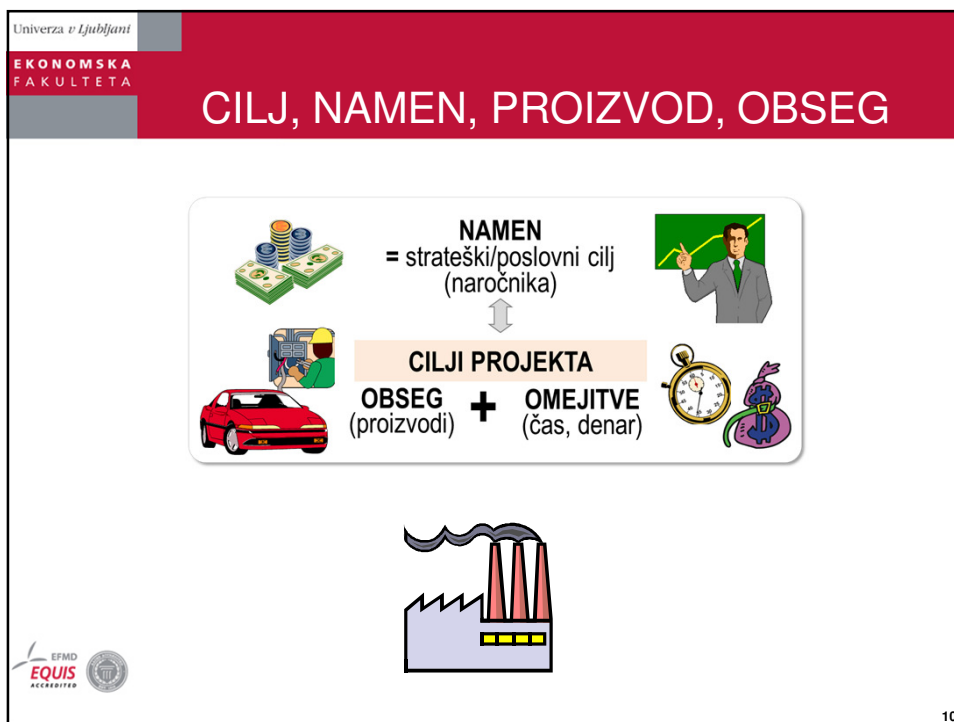 Univerza v Ljubljani
EKONOMSKA
FAKULTETA
CILJ, NAMEN, PROIZVOD, OBSEG
NAMEN
= strateški/poslovni cilj
(naročnika)
CILJI PROJEKTA
OBSEG + OMEJITVE
(proizvodi) (čas, denar)
EFMD
EQUIS
ACCREDITED